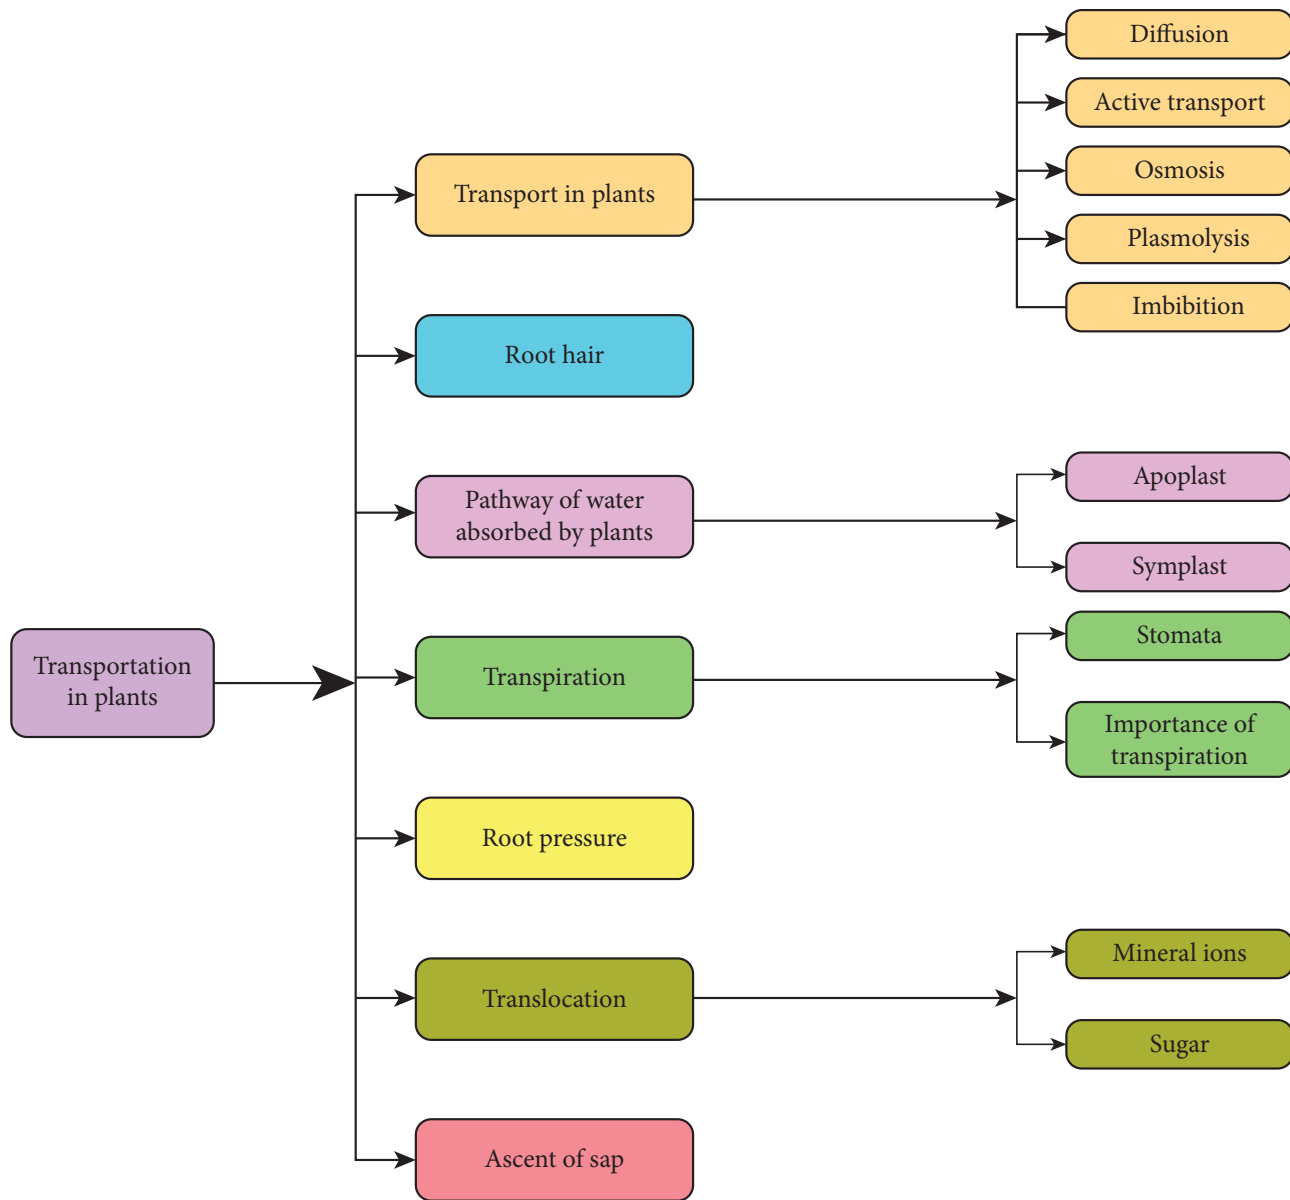 Transportation
in plants
Transport in plants
Diffusion
Active transport
Osmosis
Plasmolysis
Imbibition
Root hair
Pathway of water
absorbed by plants
Apoplast
Symplast
Transpiration
Stomata
Importance of
transpiration
Root pressure
Translocation
Mineral ions
Sugar
Ascent of sap